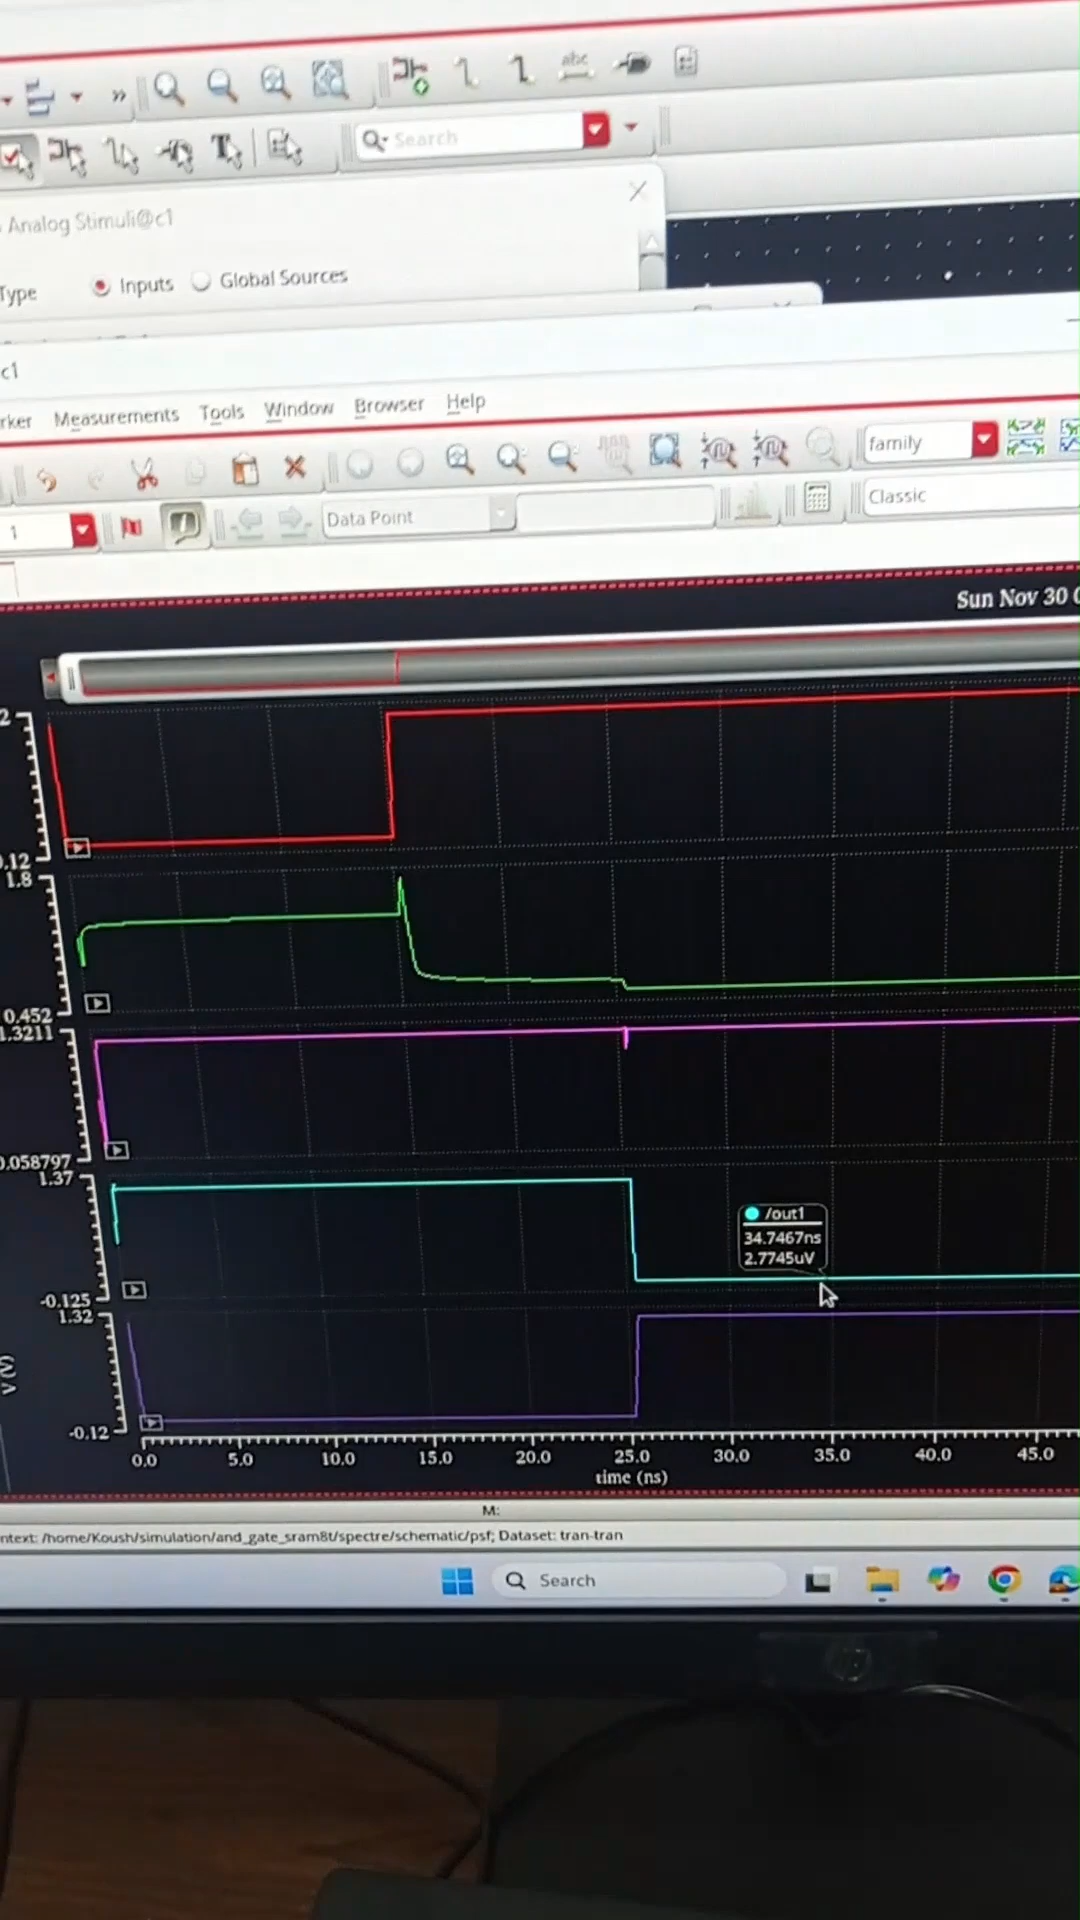 abc
Search
Analog Stimuli@c1
Type Inputs Global Sources
c1
rker Measurements Tools Window Browser Help
family
1 Data Point Classic
Sun Nov 30
2
0.12
1.8
0.452
1.3211
0.058797
1.37
/out1
34.7467ns
2.7745uV
-0.125
1.32
V (V)
-0.12
0.0 5.0 10.0 15.0 20.0 25.0 30.0 35.0 40.0 45.0
time (ns)
M:
ntext: /home/Koush/simulation/and_gate_sram8t/spectre/schematic/psf; Dataset: tran-tran
Search